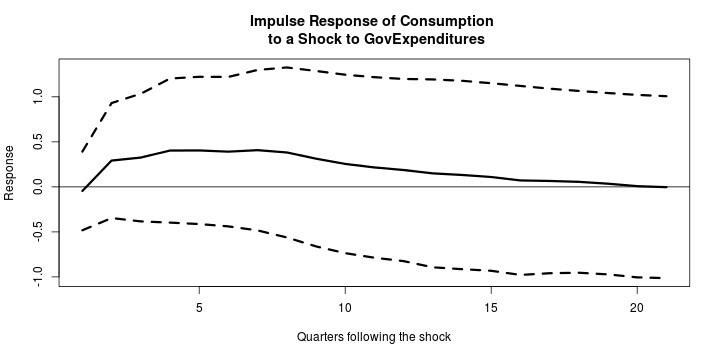 Impulse Response of Consumption
to a Shock to GovExpenditures
Response
1.0
0.5
0.0
-0.5
-1.0
5 10 15 20
Quarters following the shock